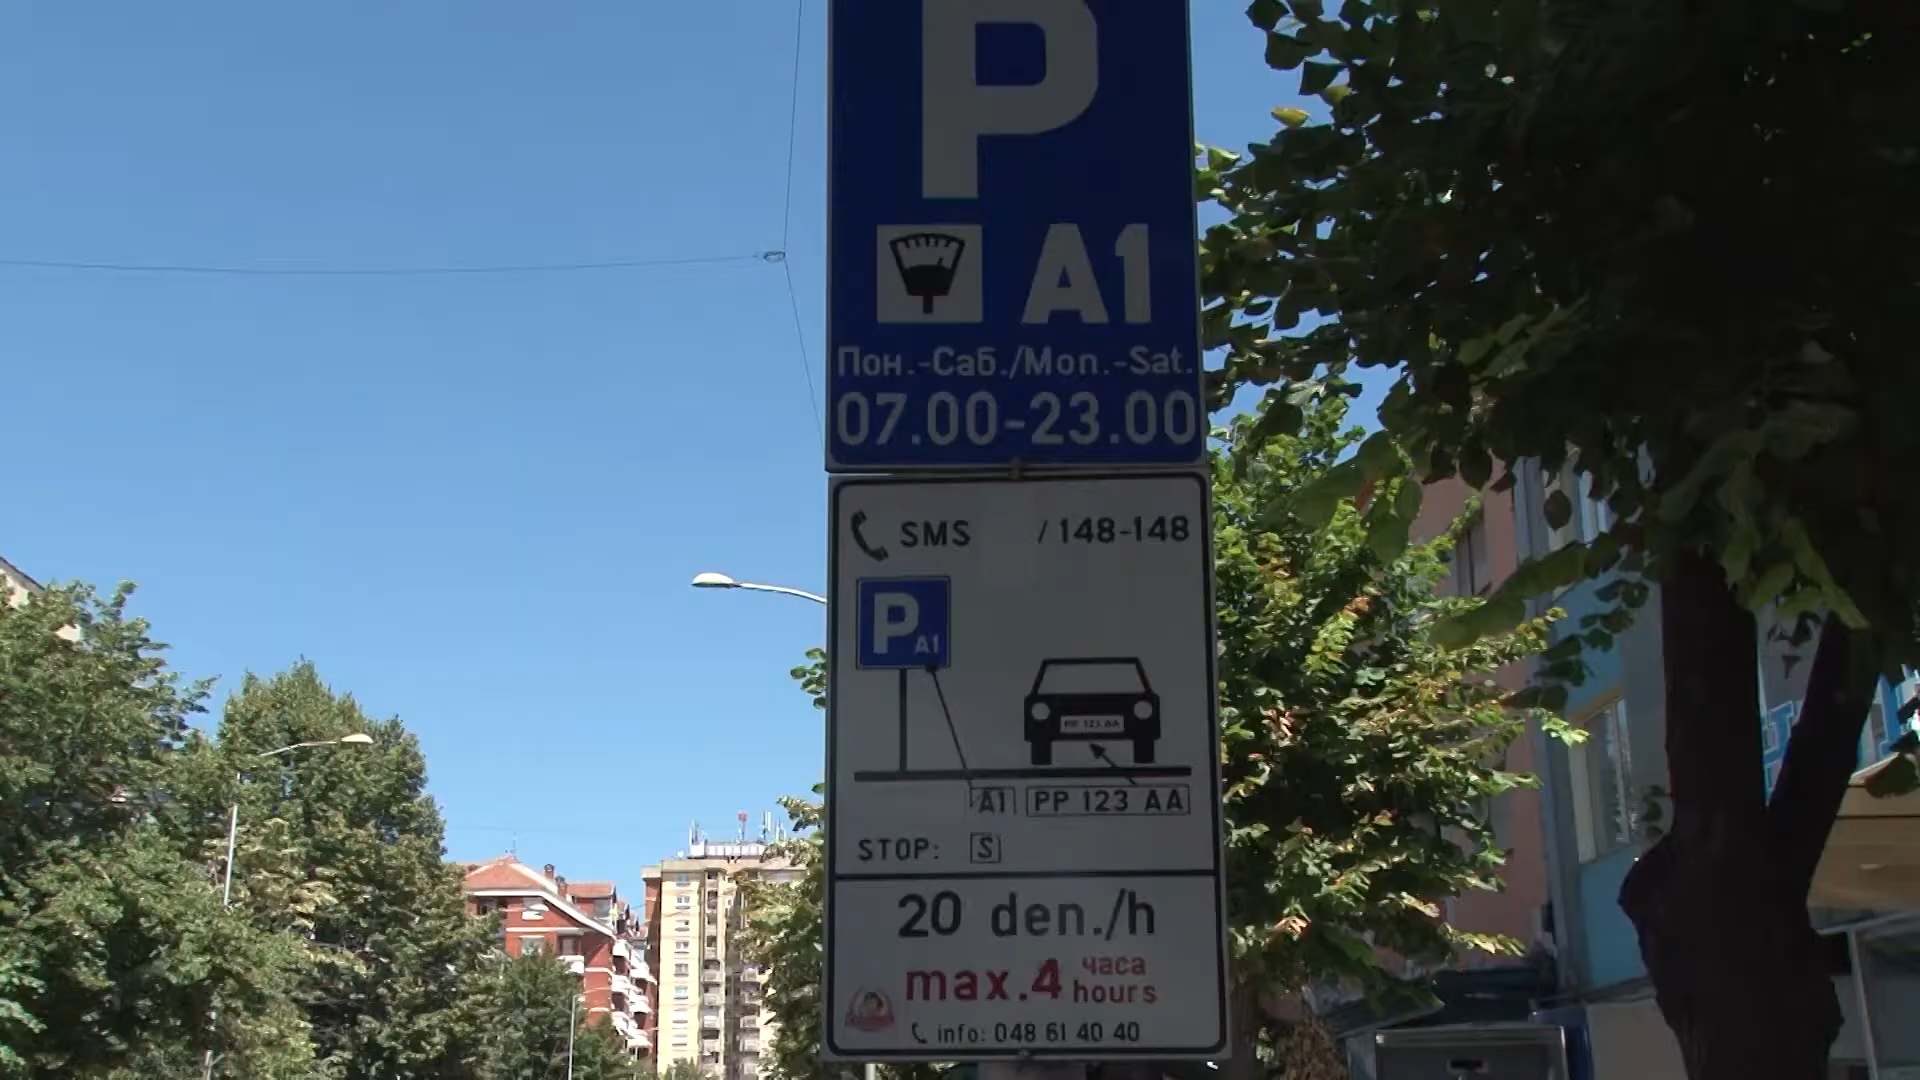 P
A1
Пон.-Саб./Mon.-Sat.
07.00-23.00
SMS /148-148
P A1
PP 123 AA
A1 PP 123 AA
STOP: S
20 den./h
max.4 часа
hours
info: 048 61 40 40